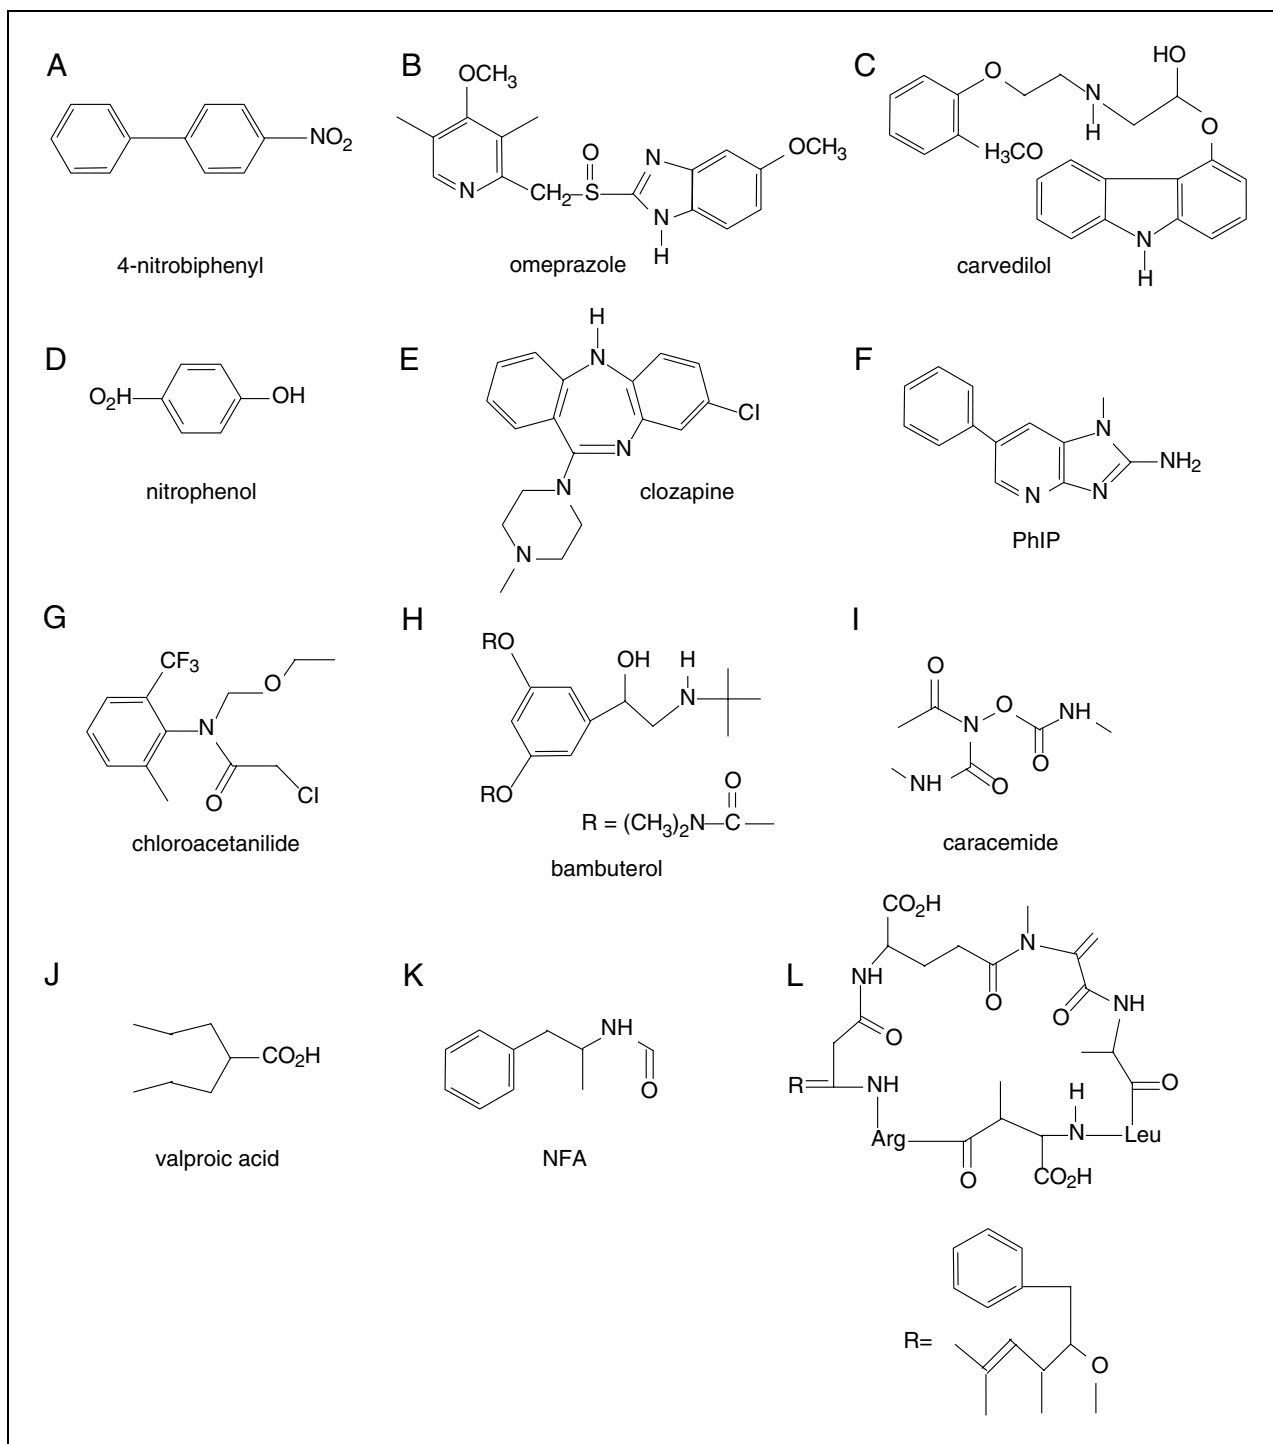 A
NO2
4-nitrobiphenyl
B
OCH3
O
N
OCH3
N
CH2
S
N
H
omeprazole
C
HO
O
N
H
O
H3CO
N
H
carvedilol
D
O2H
OH
nitrophenol
E
H
N
Cl
N
N
N
clozapine
F
N
NH2
N
N
PhIP
G
CF3
O
N
O
Cl
chloroacetanilide
H
RO
OH
H
N
RO
O
R = (CH3)2N–C
bambuterol
I
O
O
N
NH
O
NH
O
caracemide
J
CO2H
valproic acid
K
NH
O
NFA
L
CO2H
N
NH
O
O
NH
O
R
NH
H
O
Arg
N
Leu
O
CO2H
R=
O